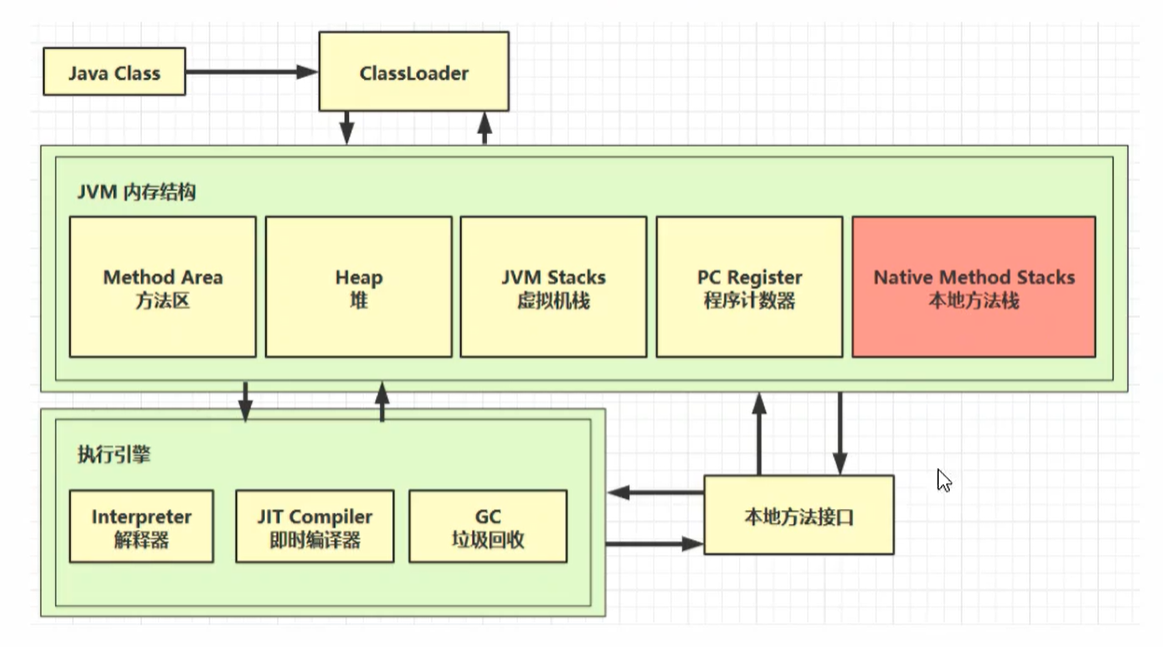 Java Class
ClassLoader
JVM 内存结构
Method Area
方法区
Heap
堆
JVM Stacks
虚拟机栈
PC Register
程序计数器
Native Method Stacks
本地方法栈
执行引擎
Interpreter
解释器
JIT Compiler
即时编译器
GC
垃圾回收
本地方法接口